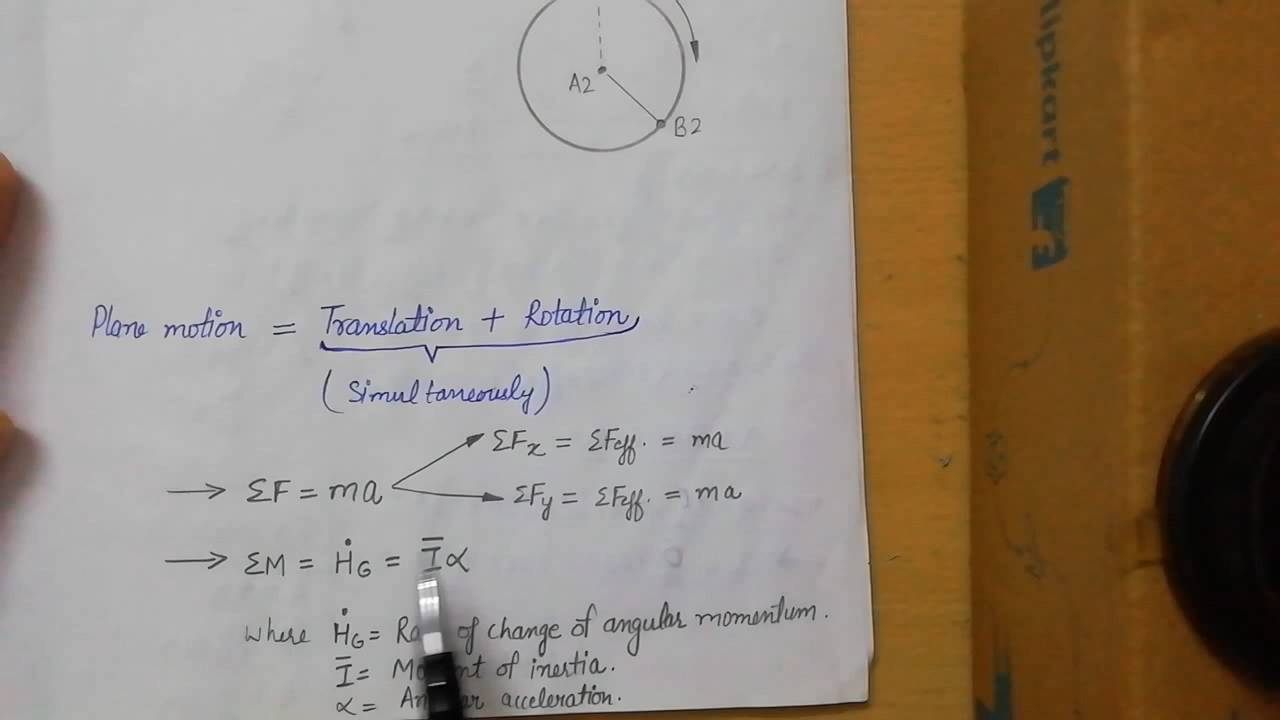 A2
B2
Plane motion = Translation + Rotation,
(Simultaneously)
ΣFx = ΣFeff. = ma
→ ΣF = ma
ΣFy = ΣFeff. = ma
→ ΣM = ḢG = I̅α
where ḢG = of change of angular momentum.
I̅ = of inertia.
α = acceleration.
Flipkart